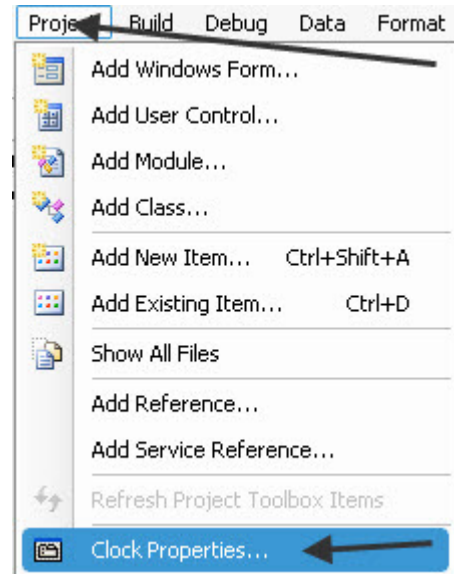 Proje Build Debug Data Format
Add Windows Form...
Add User Control...
Add Module...
Add Class...
Add New Item... Ctrl+Shift+A
Add Existing Item... Ctrl+D
Show All Files
Add Reference...
Add Service Reference...
Refresh Project Toolbox Items
Clock Properties...